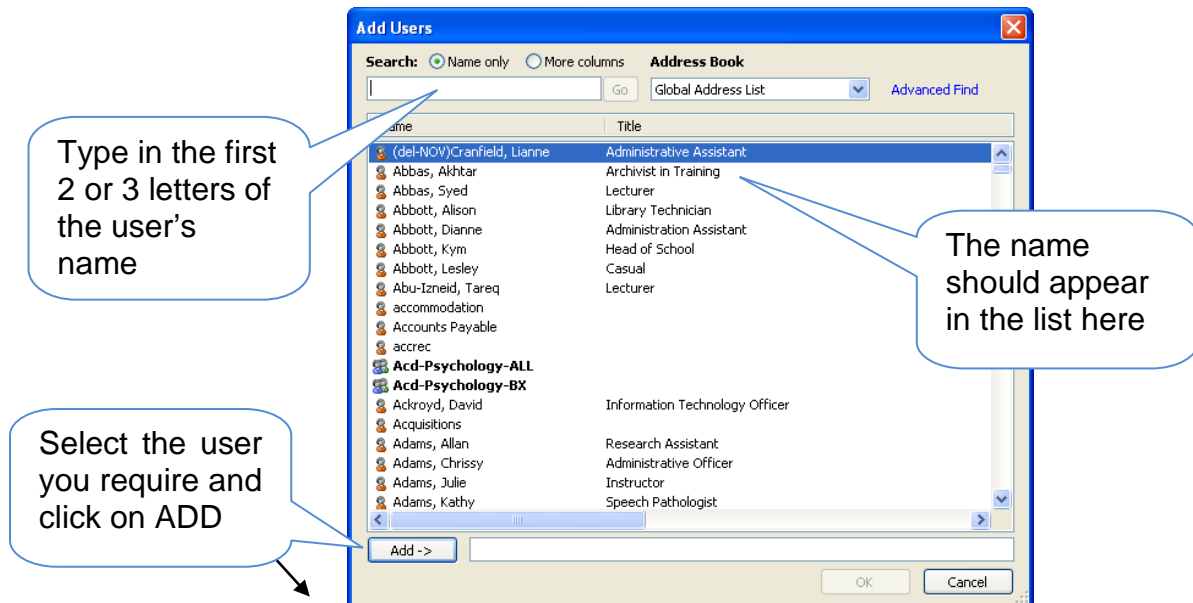 Add Users
Search: Name only More columns Address Book
Go Global Address List Advanced Find
Name Title
(del-NOV)Cranfield, Lianne Administrative Assistant
Abbas, Akhtar Archivist in Training
Abbas, Syed Lecturer
Abbott, Alison Library Technician
Abbott, Dianne Administration Assistant
Abbott, Kym Head of School
Abbott, Lesley Casual
Abu-Izneid, Tareq Lecturer
accommodation
Accounts Payable
accrec
Acd-Psychology-ALL
Acd-Psychology-BX
Ackroyd, David Information Technology Officer
Acquisitions
Adams, Allan Research Assistant
Adams, Chrissy Administrative Officer
Adams, Julie Instructor
Adams, Kathy Speech Pathologist
Add ->
OK Cancel
Type in the first
2 or 3 letters of
the user’s
name
The name
should appear
in the list here
Select the user
you require and
click on ADD